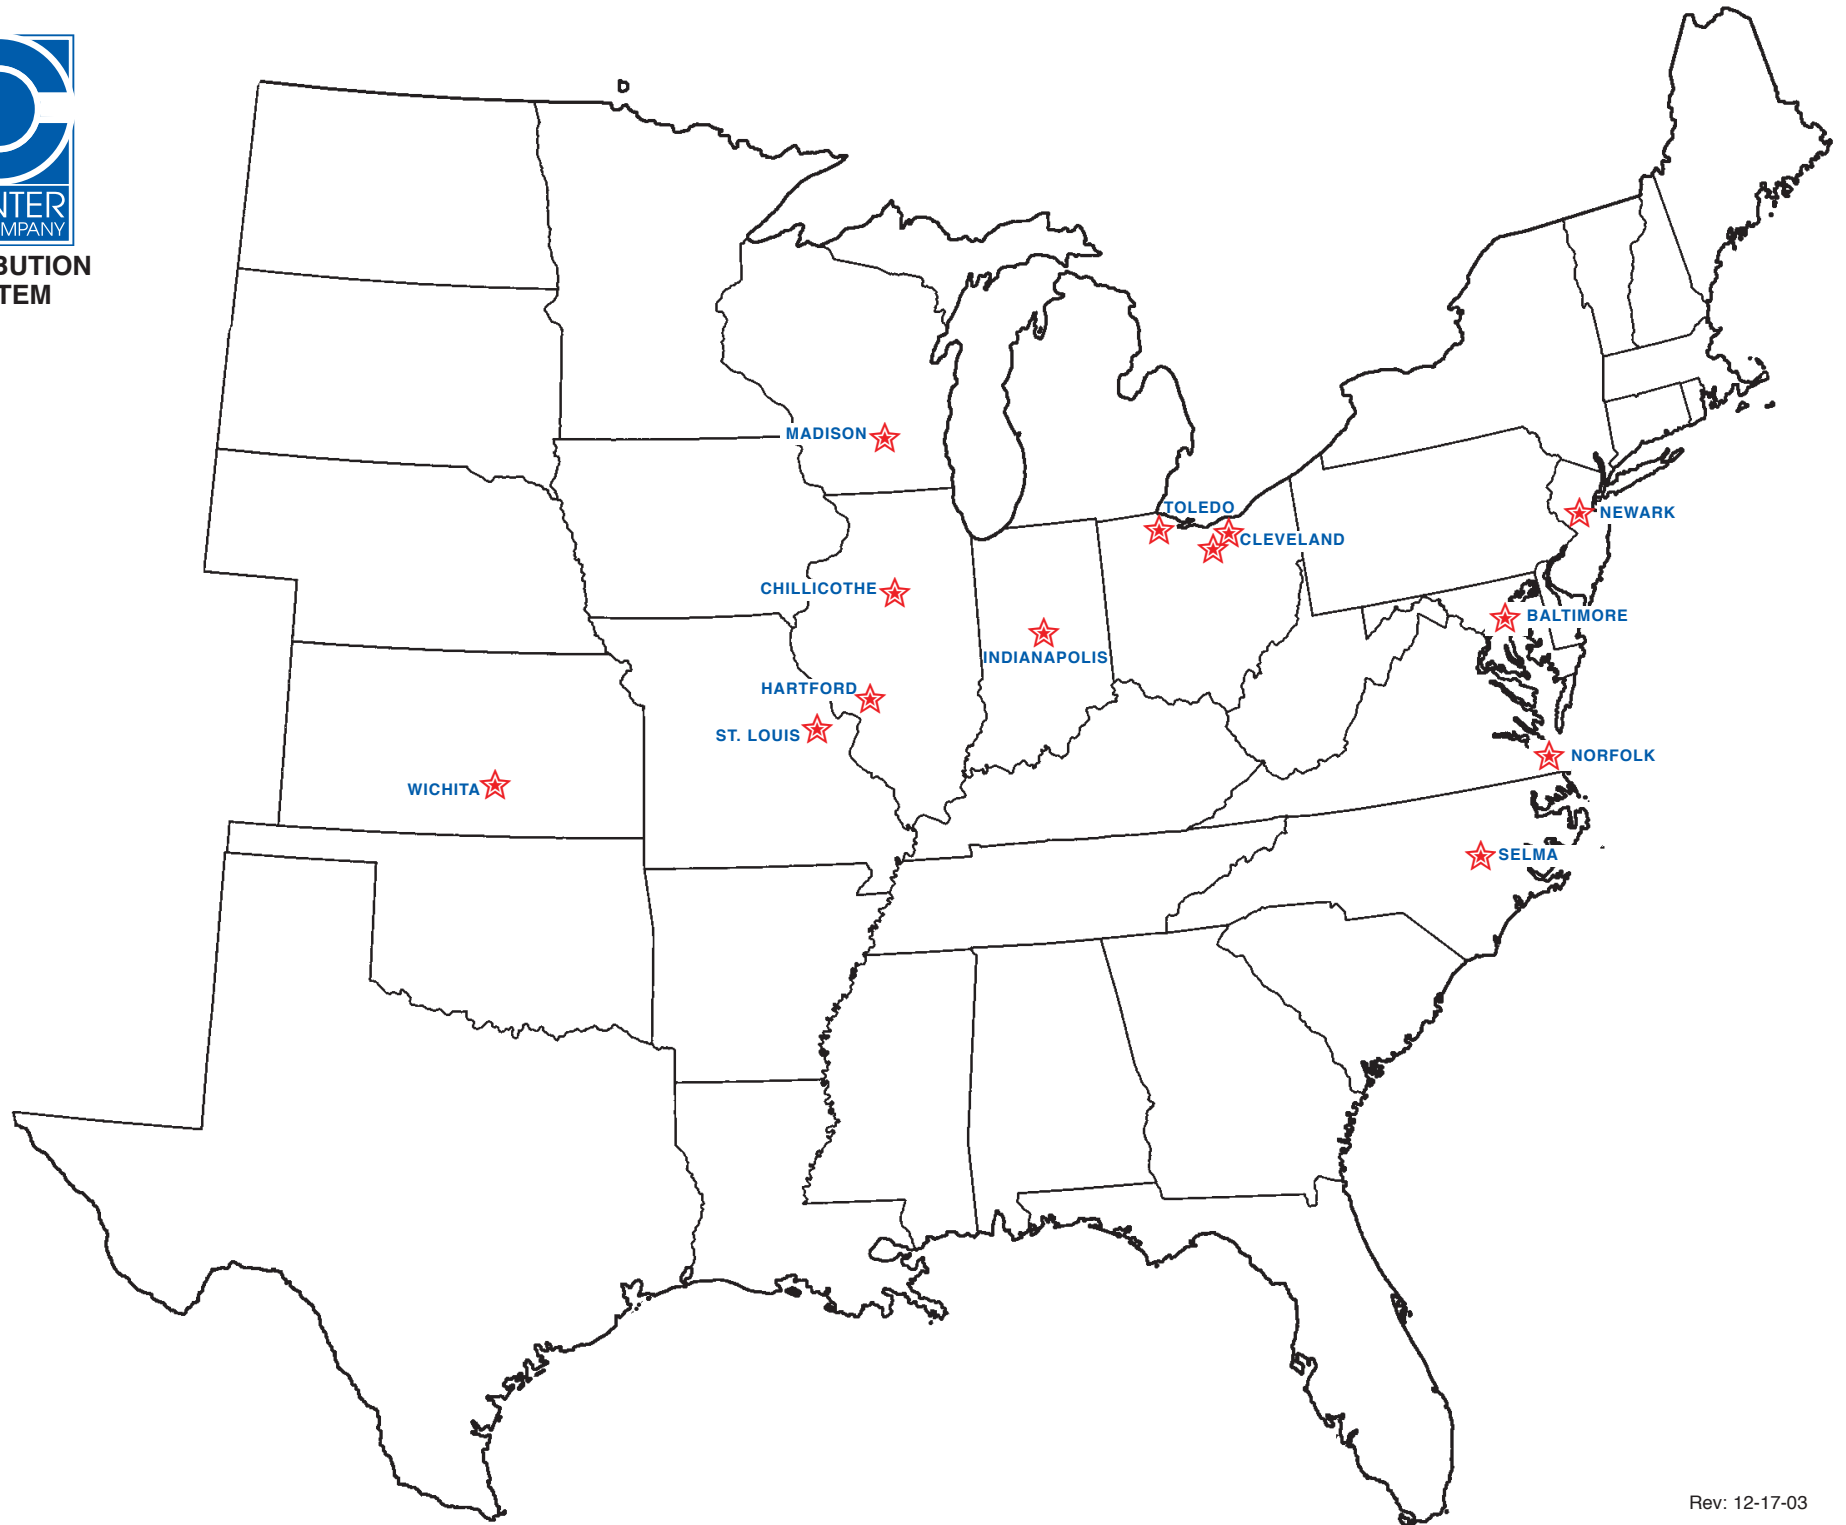 NTER
MPANY
BUTION
TEM
MADISON
TOLEDO
NEWARK
CLEVELAND
CHILLICOTHE
BALTIMORE
INDIANAPOLIS
HARTFORD
ST. LOUIS
NORFOLK
WICHITA
SELMA
Rev: 12-17-03